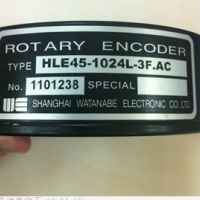 ROTARY ENCODER
TYPE HLE45-1024L-3F.AC
No. 1101238 SPECIAL
SHANGHAI WATANABE ELECTRONIC CO.LTD